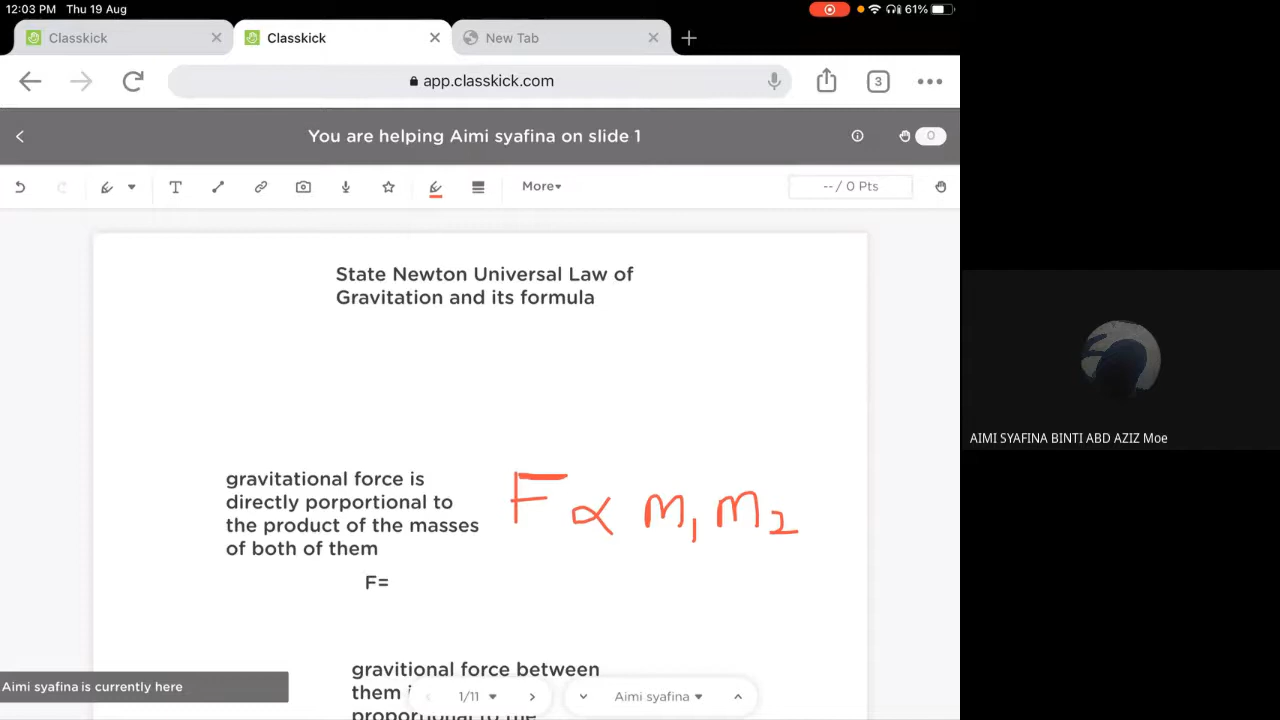 12:03 PM Thu 19 Aug 61%
Classkick Classkick New Tab
app.classkick.com 3
You are helping Aimi syafina on slide 1 0
T More -- / 0 Pts
State Newton Universal Law of
Gravitation and its formula
gravitational force is
directly porportional to
the product of the masses
of both of them
F ∝ m₁ m₂
F=
gravitional force between
them
proportional to the
Aimi syafina is currently here
1/11 Aimi syafina
AIMI SYAFINA BINTI ABD AZIZ Moe